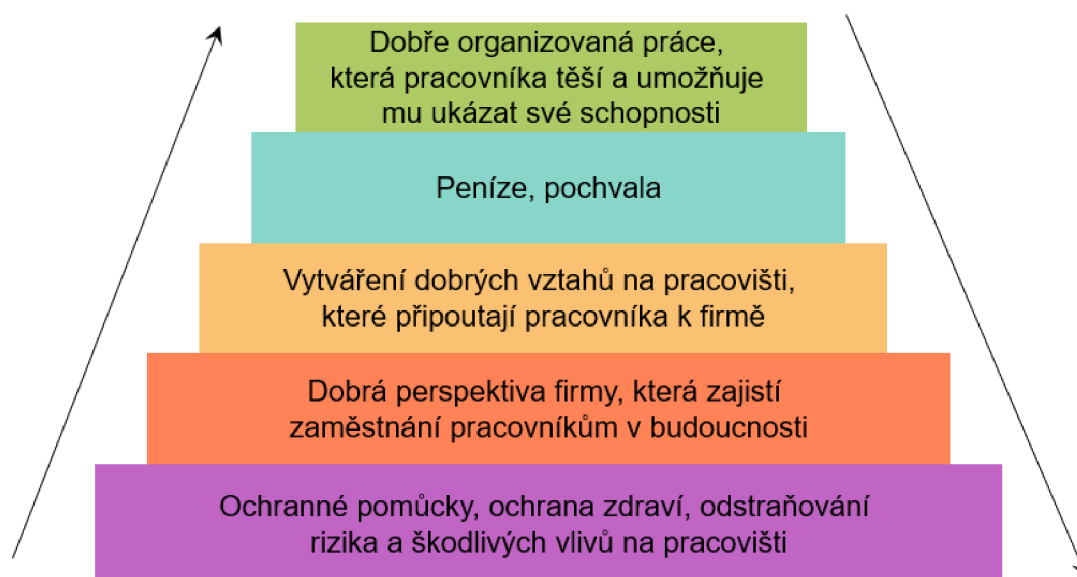 Dobře organizovaná práce,
která pracovníka těší a umožňuje
mu ukázat své schopnosti
Peníze, pochvala
Vytváření dobrých vztahů na pracovišti,
které připoutají pracovníka k firmě
Dobrá perspektiva firmy, která zajistí
zaměstnání pracovníkům v budoucnosti
Ochranné pomůcky, ochrana zdraví, odstraňování
rizika a škodlivých vlivů na pracovišti